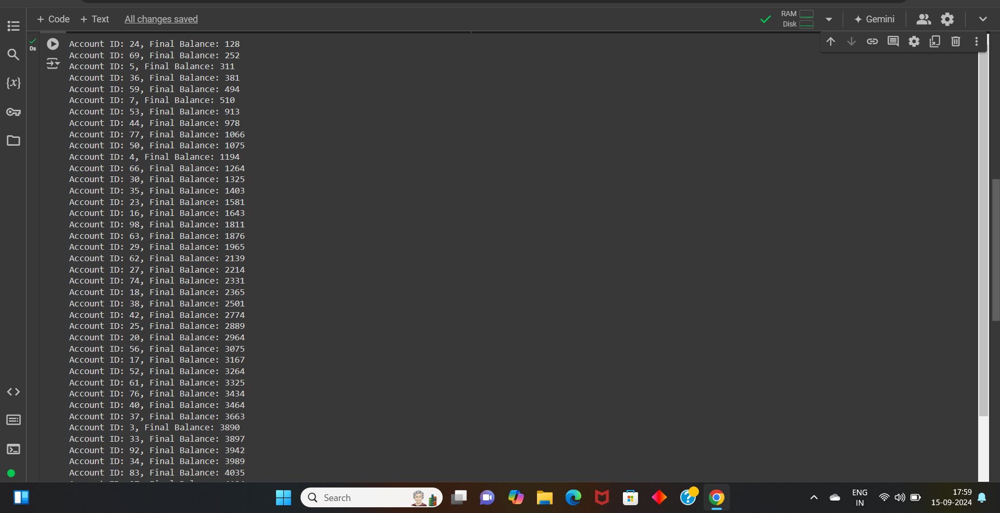 + Code + Text All changes saved
RAM
Disk
Gemini
0s
{x}
Account ID: 24, Final Balance: 128
Account ID: 69, Final Balance: 252
Account ID: 5, Final Balance: 311
Account ID: 36, Final Balance: 381
Account ID: 59, Final Balance: 494
Account ID: 7, Final Balance: 510
Account ID: 53, Final Balance: 913
Account ID: 44, Final Balance: 978
Account ID: 77, Final Balance: 1066
Account ID: 50, Final Balance: 1075
Account ID: 4, Final Balance: 1194
Account ID: 66, Final Balance: 1264
Account ID: 30, Final Balance: 1325
Account ID: 35, Final Balance: 1403
Account ID: 23, Final Balance: 1581
Account ID: 16, Final Balance: 1643
Account ID: 98, Final Balance: 1811
Account ID: 63, Final Balance: 1876
Account ID: 29, Final Balance: 1965
Account ID: 62, Final Balance: 2139
Account ID: 27, Final Balance: 2214
Account ID: 74, Final Balance: 2331
Account ID: 18, Final Balance: 2365
Account ID: 38, Final Balance: 2501
Account ID: 42, Final Balance: 2774
Account ID: 25, Final Balance: 2889
Account ID: 20, Final Balance: 2964
Account ID: 56, Final Balance: 3075
Account ID: 17, Final Balance: 3167
Account ID: 52, Final Balance: 3264
Account ID: 61, Final Balance: 3325
Account ID: 76, Final Balance: 3434
Account ID: 40, Final Balance: 3464
Account ID: 37, Final Balance: 3663
Account ID: 3, Final Balance: 3890
Account ID: 33, Final Balance: 3897
Account ID: 92, Final Balance: 3942
Account ID: 34, Final Balance: 3989
Account ID: 83, Final Balance: 4035
Search
ENG
IN
17:59
15-09-2024